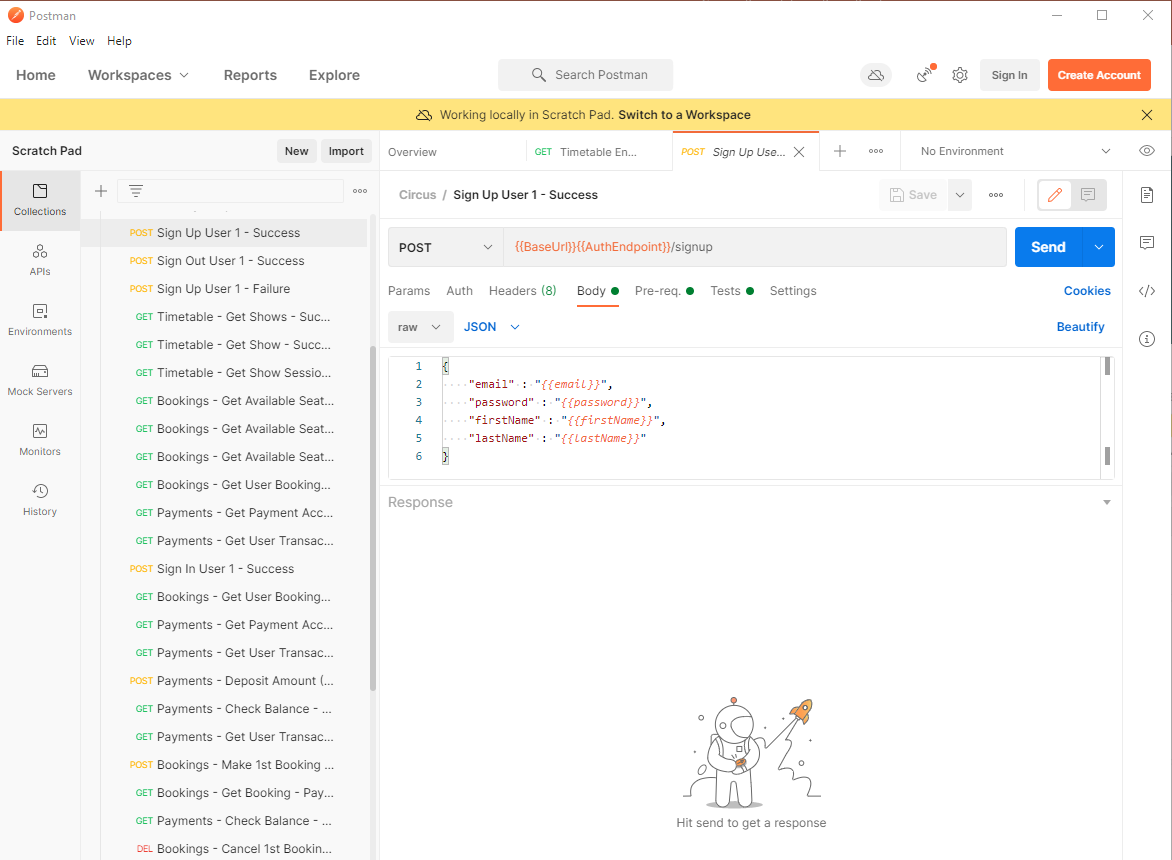 Postman
File Edit View Help
Home Workspaces Reports Explore Search Postman Sign In Create Account
Working locally in Scratch Pad. Switch to a Workspace
Scratch Pad New Import
Overview GET Timetable En... POST Sign Up Use... No Environment
Collections
APIs
Environments
Mock Servers
Monitors
History
POST Sign Up User 1 - Success
POST Sign Out User 1 - Success
POST Sign Up User 1 - Failure
GET Timetable - Get Shows - Suc...
GET Timetable - Get Show - Succ...
GET Timetable - Get Show Sessio...
GET Bookings - Get Available Seat...
GET Bookings - Get Available Seat...
GET Bookings - Get Available Seat...
GET Bookings - Get User Booking...
GET Payments - Get Payment Acc...
GET Payments - Get User Transac...
POST Sign In User 1 - Success
GET Bookings - Get User Booking...
GET Payments - Get Payment Acc...
GET Payments - Get User Transac...
POST Payments - Deposit Amount (...
GET Payments - Check Balance - ...
GET Payments - Get User Transac...
POST Bookings - Make 1st Booking ...
GET Bookings - Get Booking - Pay...
GET Payments - Check Balance - ...
DEL Bookings - Cancel 1st Bookin...
Circus / Sign Up User 1 - Success Save
POST {{BaseUrl}}{{AuthEndpoint}}/signup Send
Params Auth Headers (8) Body Pre-req. Tests Settings Cookies
raw JSON Beautify
1 {
2 "email" : "{{email}}",
3 "password" : "{{password}}",
4 "firstName" : "{{firstName}}",
5 "lastName" : "{{lastName}}"
6 }
Response
Hit send to get a response